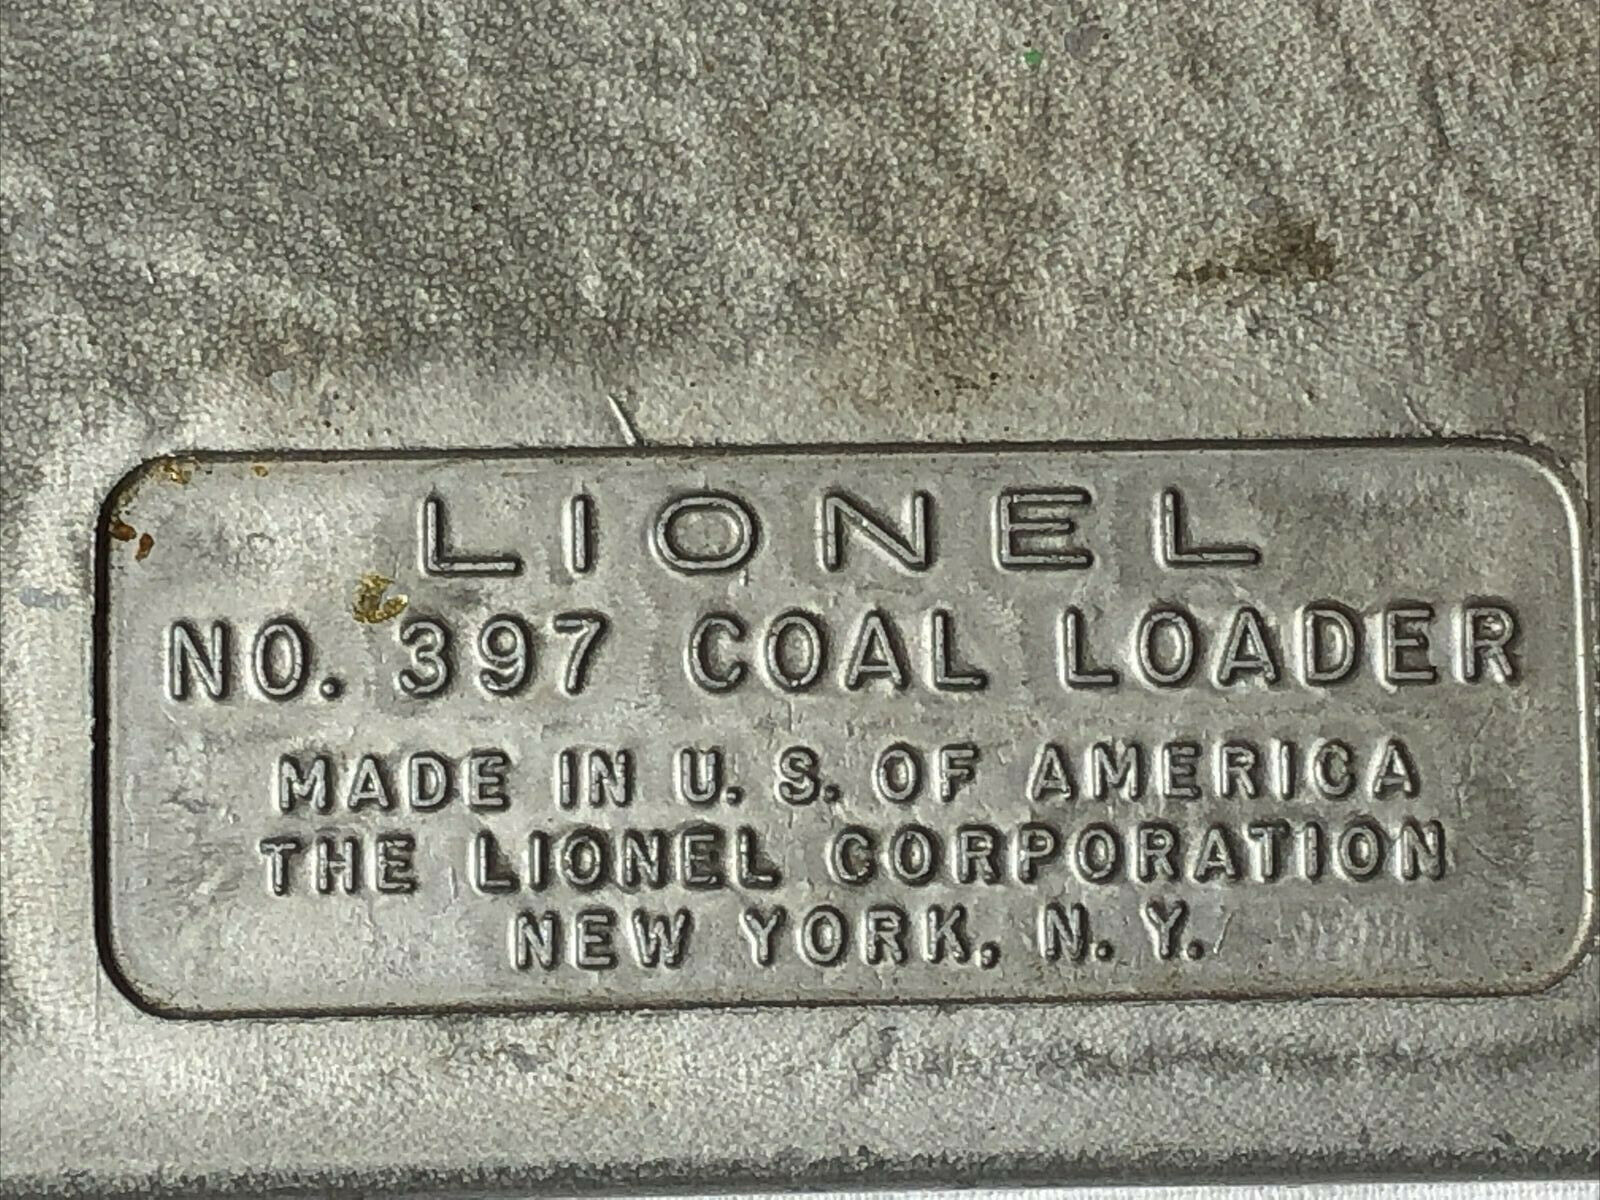 LIONEL
NO. 397 COAL LOADER
MADE IN U. S. OF AMERICA
THE LIONEL CORPORATION
NEW YORK, N. Y.